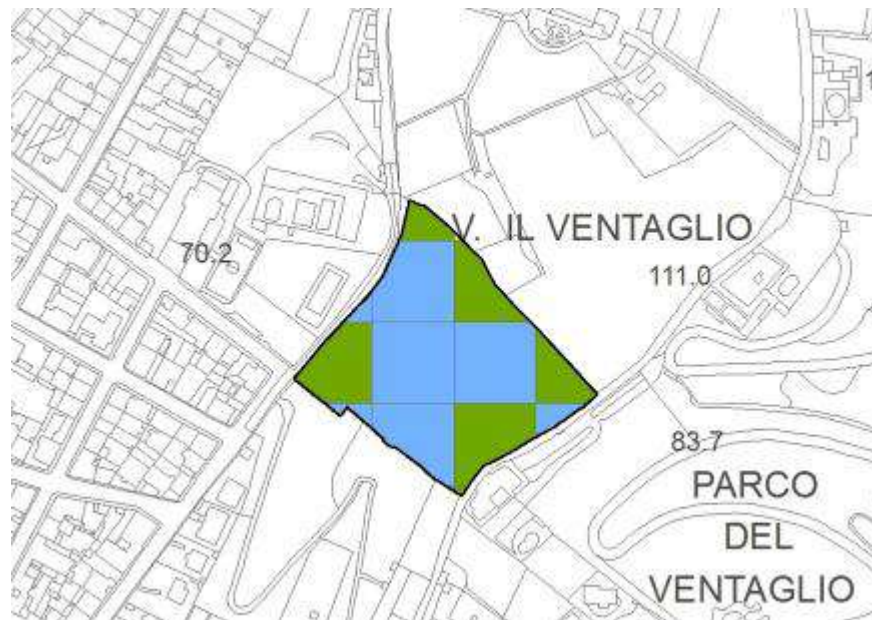 V. IL VENTAGLIO
70.2
111.0
83.7
PARCO
DEL
VENTAGLIO